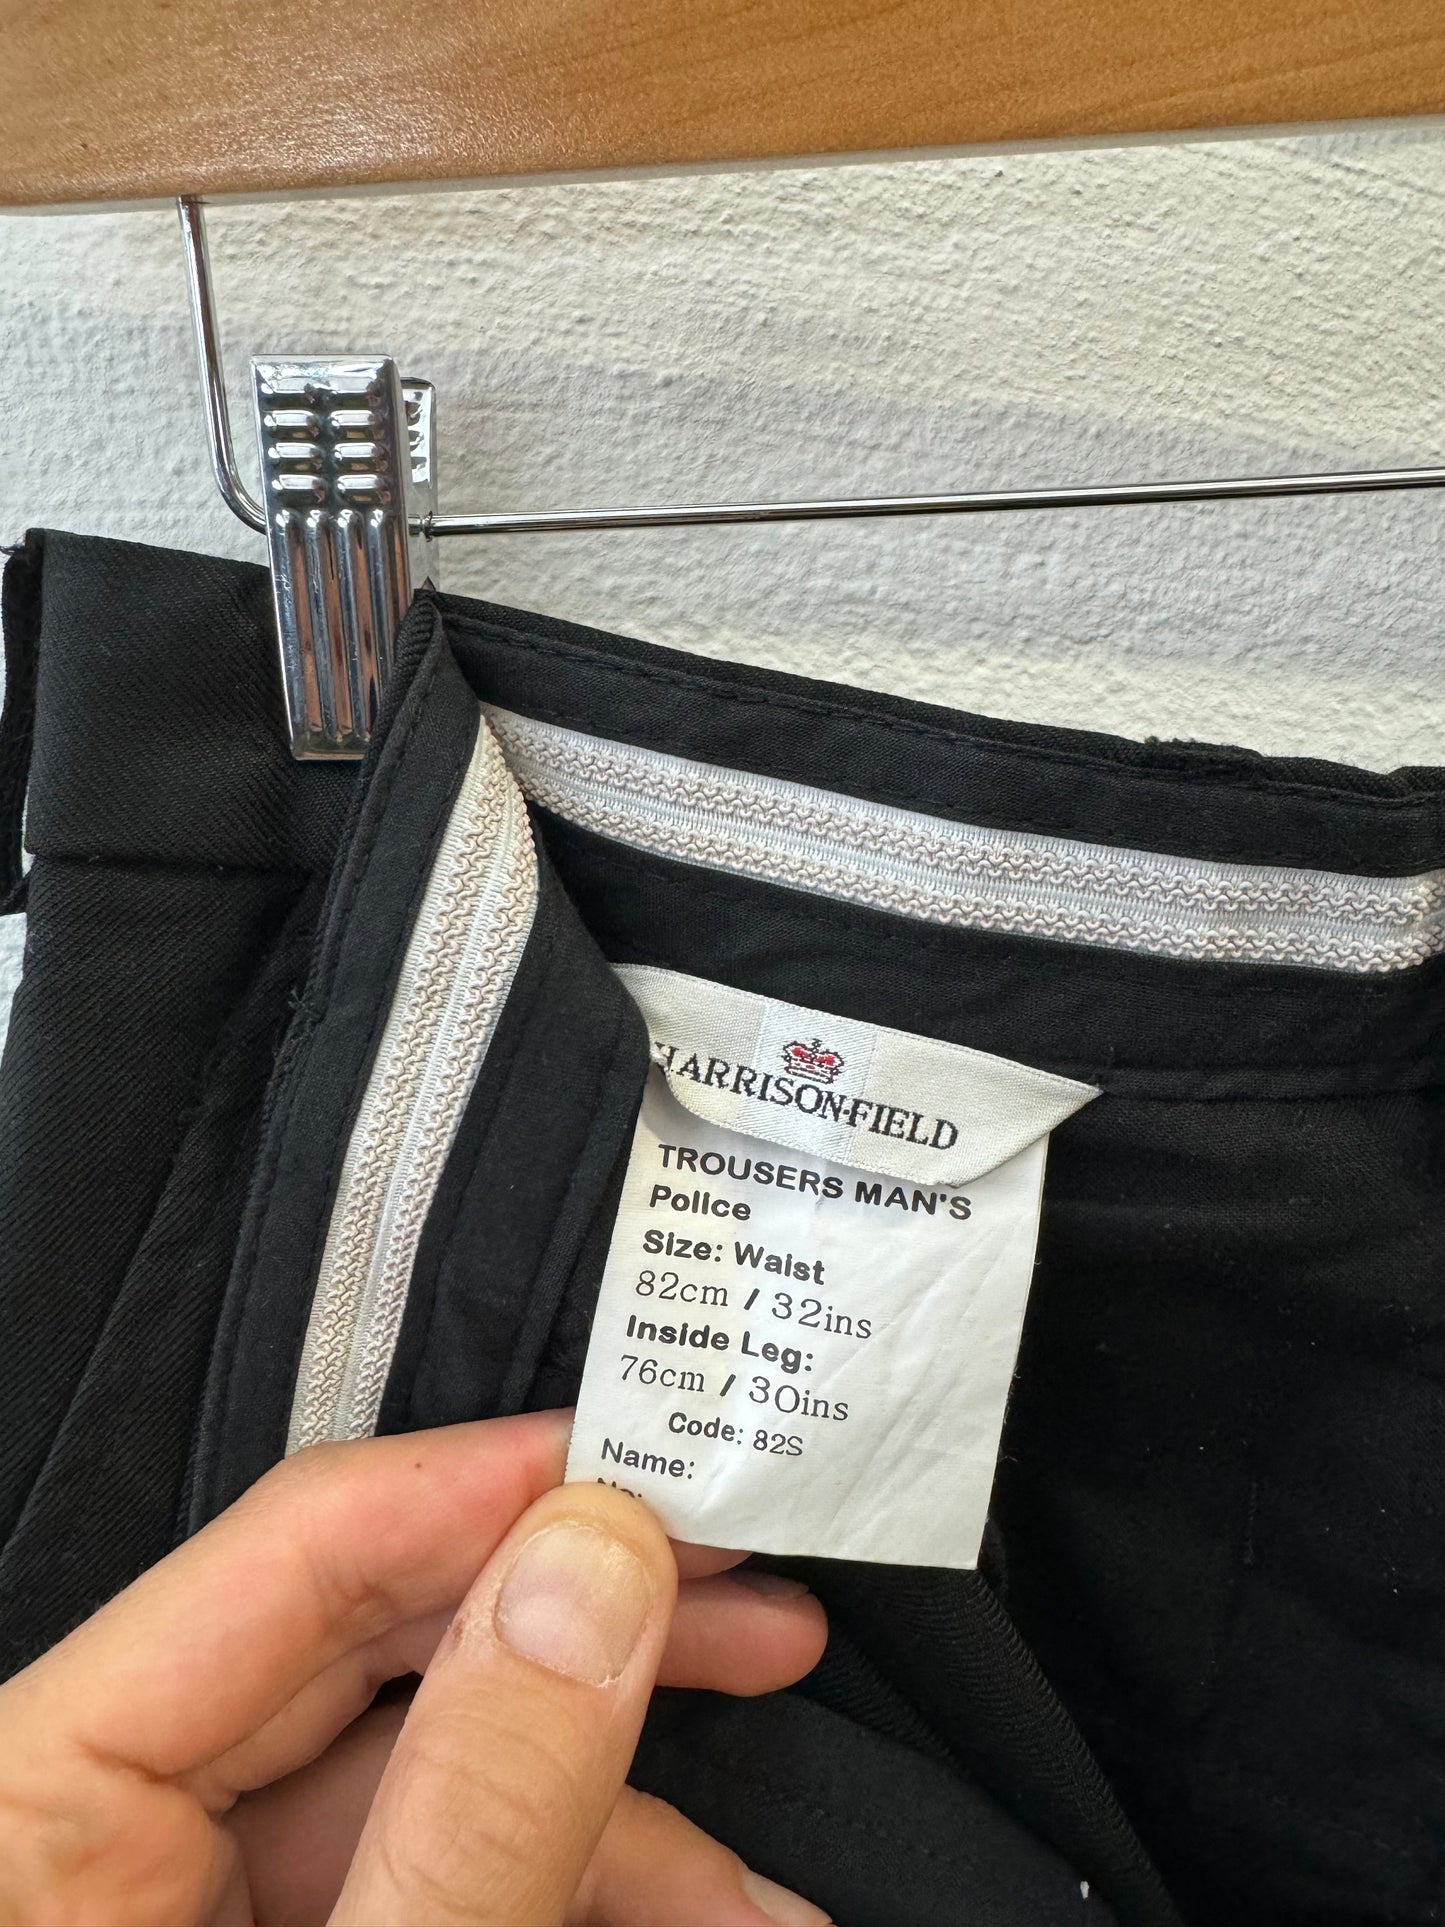 HARRISON·FIELD
TROUSERS MAN'S
Police
Size: Waist
82cm / 32ins
Inside Leg:
76cm / 30ins
Code: 82S
Name: